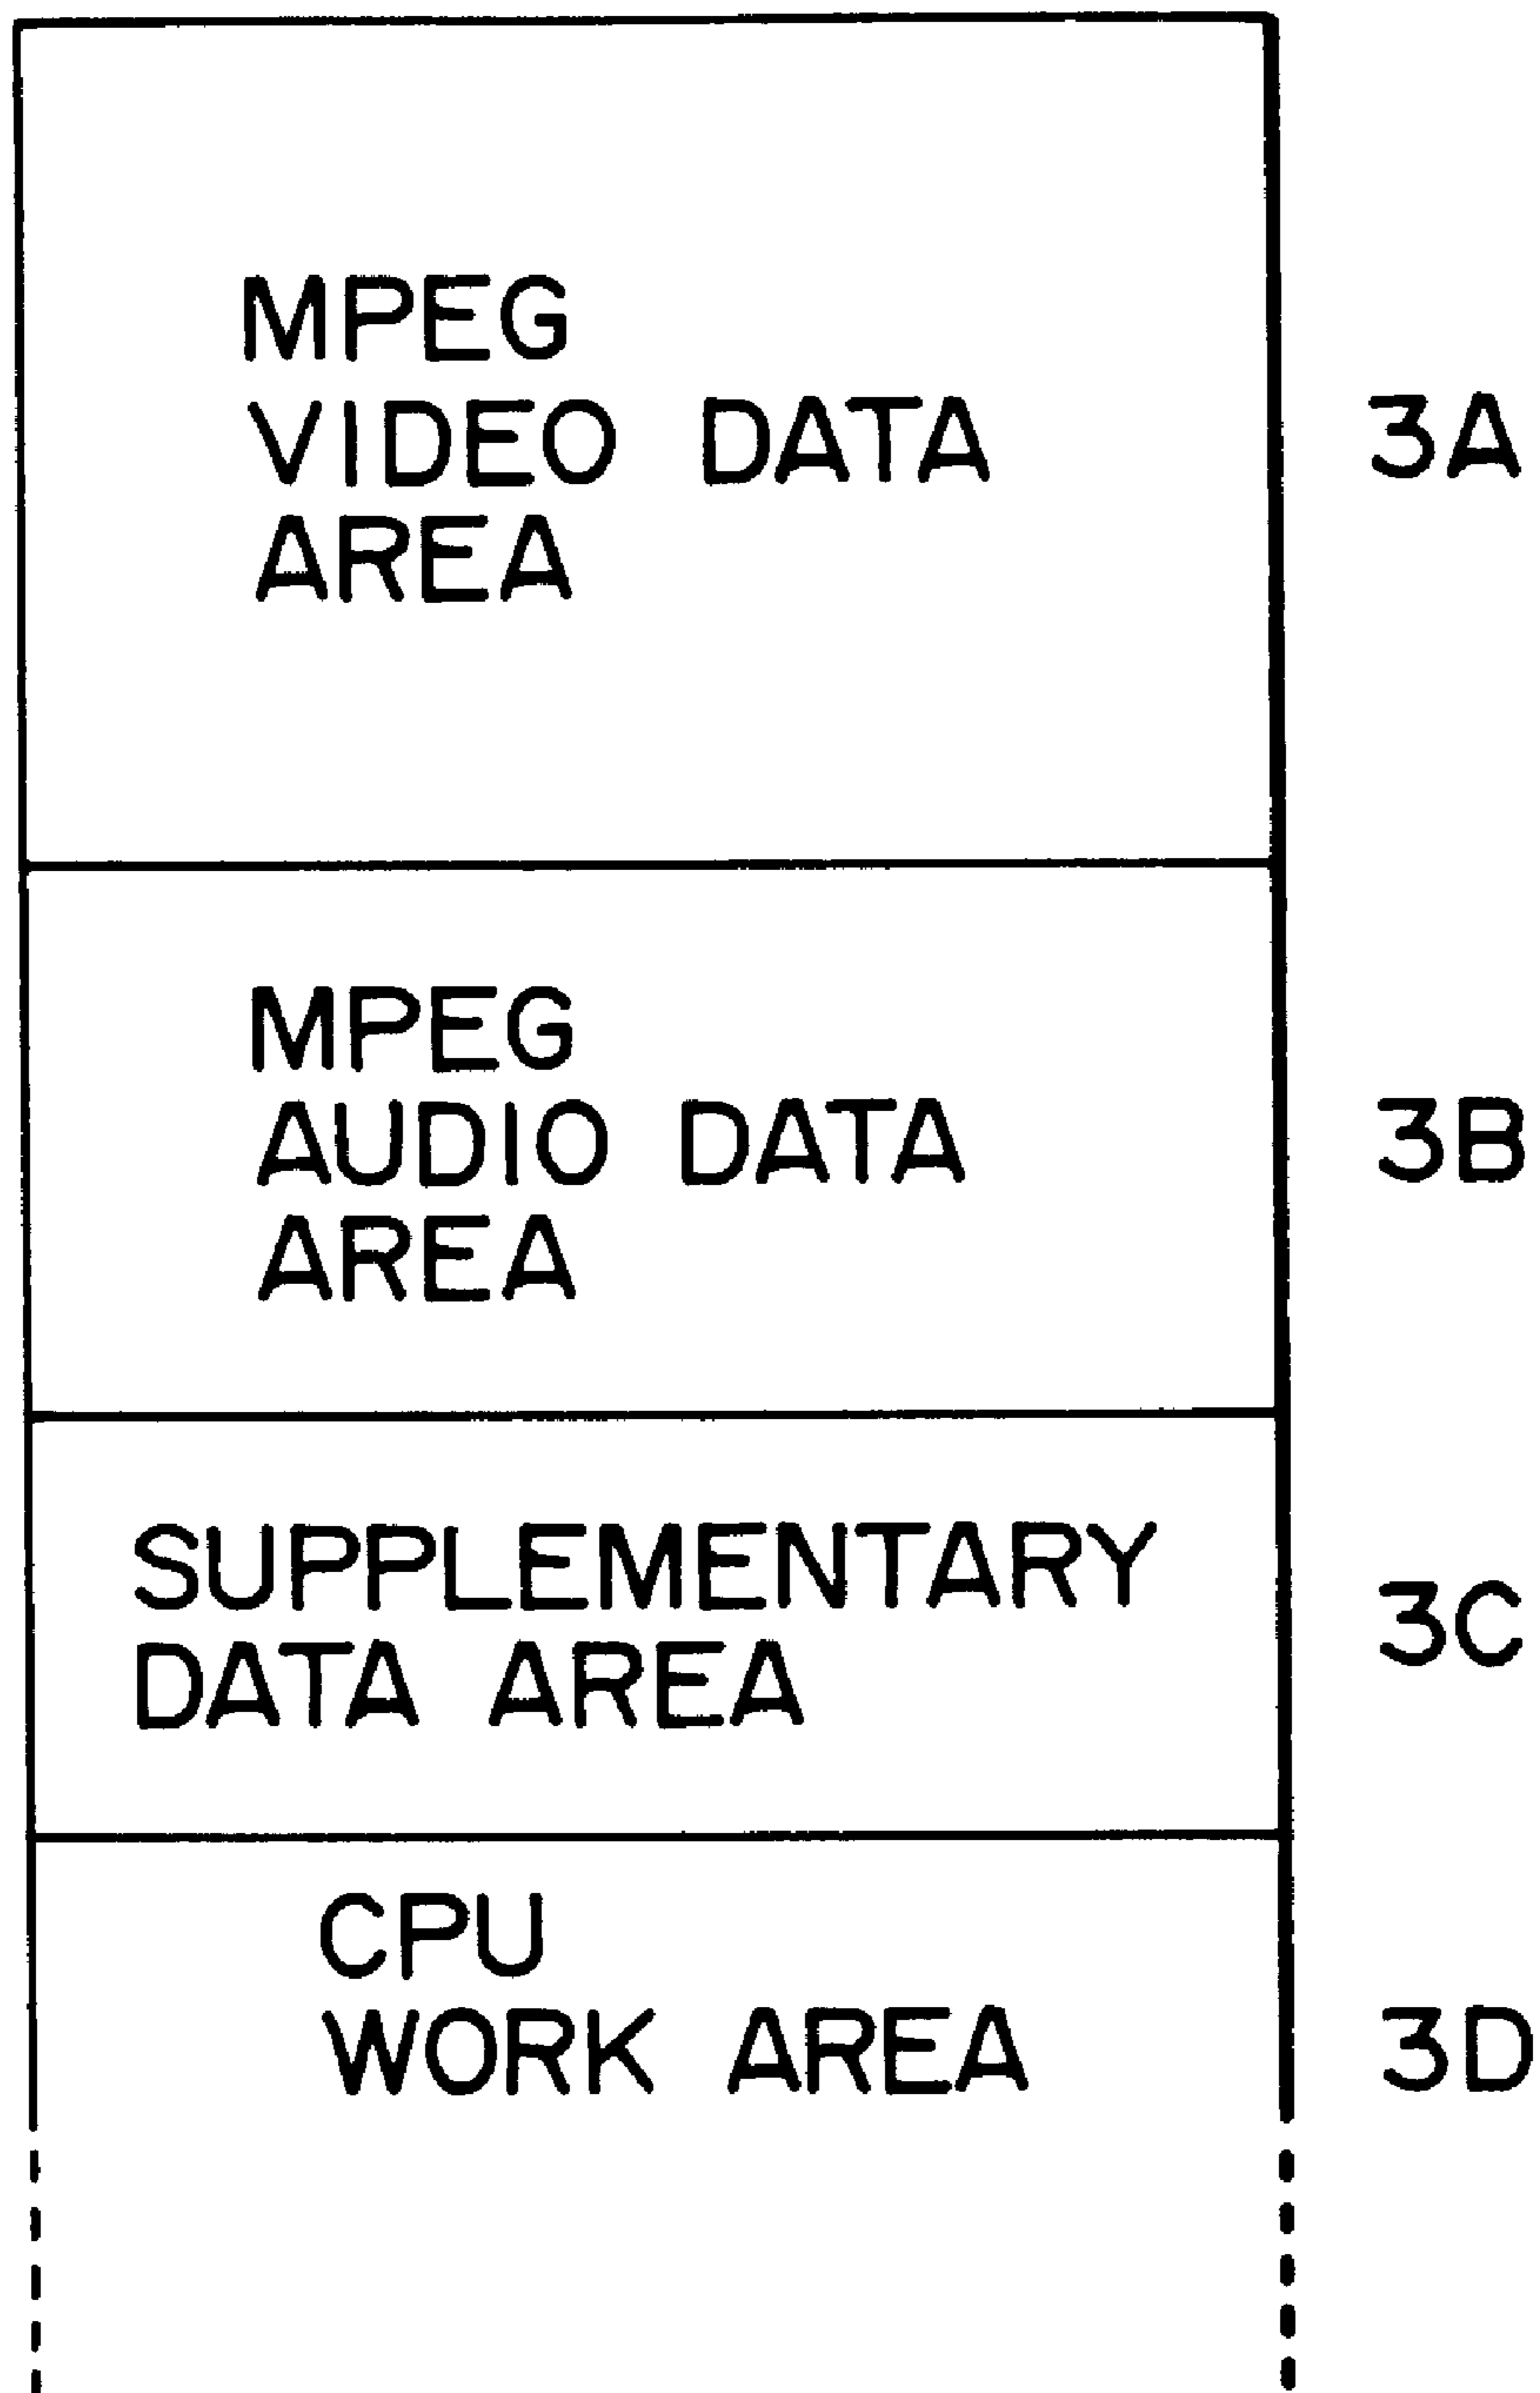 MPEG
VIDEO DATA
AREA
3A
MPEG
AUDIO DATA
AREA
3B
SUPPLEMENTARY
DATA AREA
3C
CPU
WORK AREA
3D